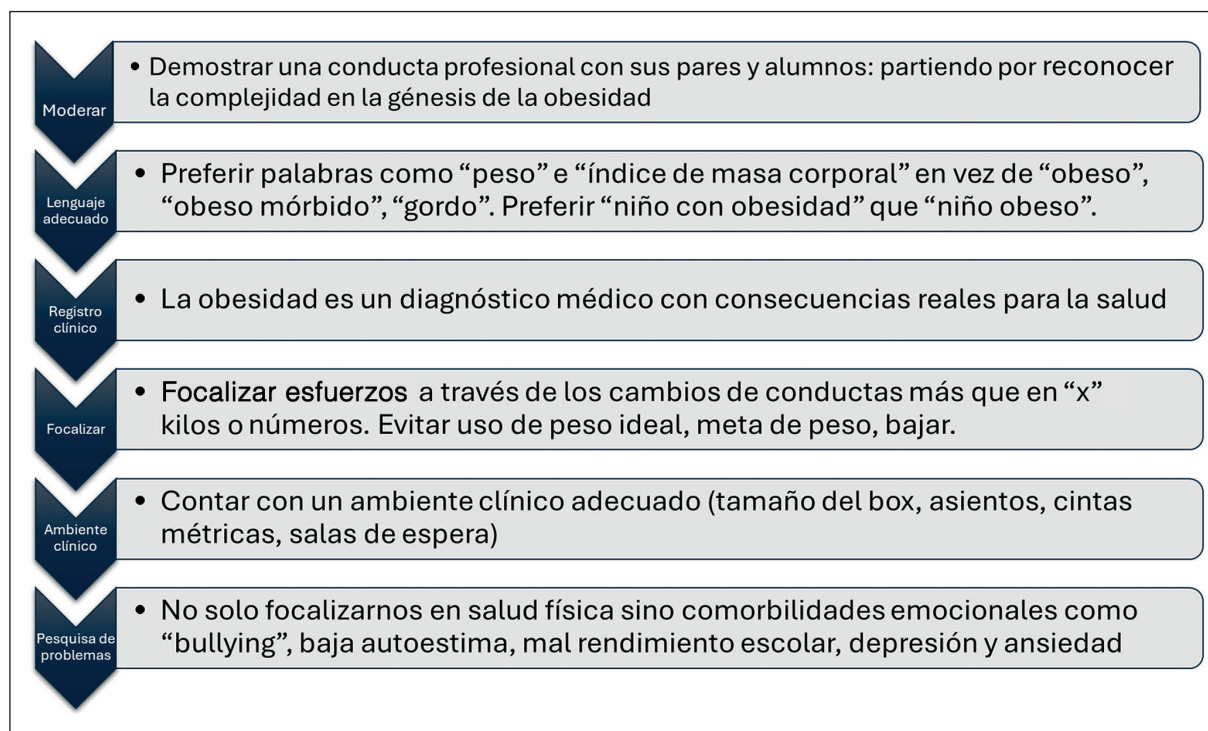 Moderar
• Demostrar una conducta profesional con sus pares y alumnos: partiendo por reconocer
la complejidad en la génesis de la obesidad
Lenguaje
adecuado
• Preferir palabras como “peso” e “índice de masa corporal” en vez de “obeso”,
“obeso mórbido”, “gordo”. Preferir “niño con obesidad” que “niño obeso”.
Registro
clínico
• La obesidad es un diagnóstico médico con consecuencias reales para la salud
Focalizar
• Focalizar esfuerzos a través de los cambios de conductas más que en “x”
kilos o números. Evitar uso de peso ideal, meta de peso, bajar.
Ambiente
clínico
• Contar con un ambiente clínico adecuado (tamaño del box, asientos, cintas
métricas, salas de espera)
Pesquisa de
problemas
• No solo focalizarnos en salud física sino comorbilidades emocionales como
“bullying”, baja autoestima, mal rendimiento escolar, depresión y ansiedad